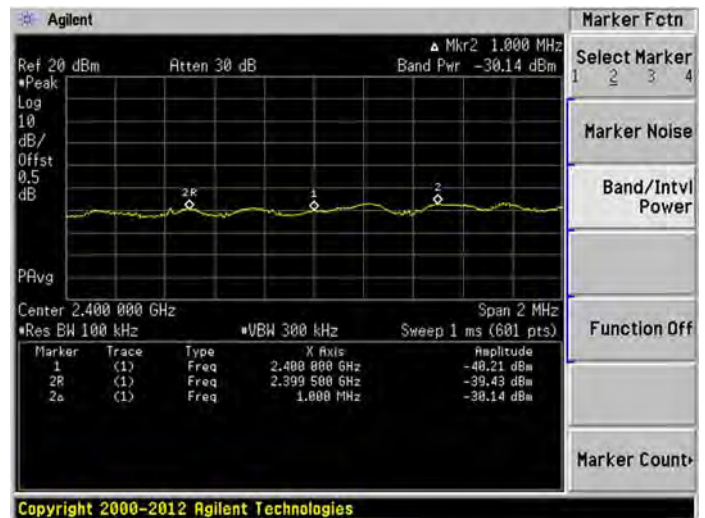 Agilent
Marker Fctn
Δ Mkr2 1.000 MHz
Ref 20 dBm Atten 30 dB Band Pwr -30.14 dBm
Select Marker
1 2 3 4
*Peak
Log
10
dB/
Offst
0.5
dB
Marker Noise
Band/Intvl
Power
2R
1
2
PAvg
Center 2.400 000 GHz Span 2 MHz
*Res BW 100 kHz *VBW 300 kHz Sweep 1 ms (601 pts)
Function Off
Marker Trace Type X Axis Amplitude
1 (1) Freq 2.400 000 GHz -40.21 dBm
2R (1) Freq 2.399 500 GHz -39.43 dBm
2Δ (1) Freq 1.000 MHz -30.14 dBm
Marker Count▸
Copyright 2000-2012 Agilent Technologies